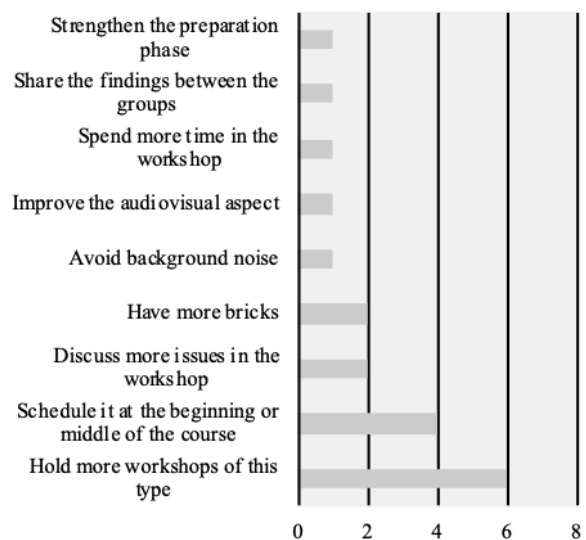 Strengthen the preparation
phase
Share the findings between the
groups
Spend more time in the
workshop
Improve the audiovisual aspect
Avoid background noise
Have more bricks
Discuss more issues in the
workshop
Schedule it at the beginning or
middle of the course
Hold more workshops of this
type
0 2 4 6 8